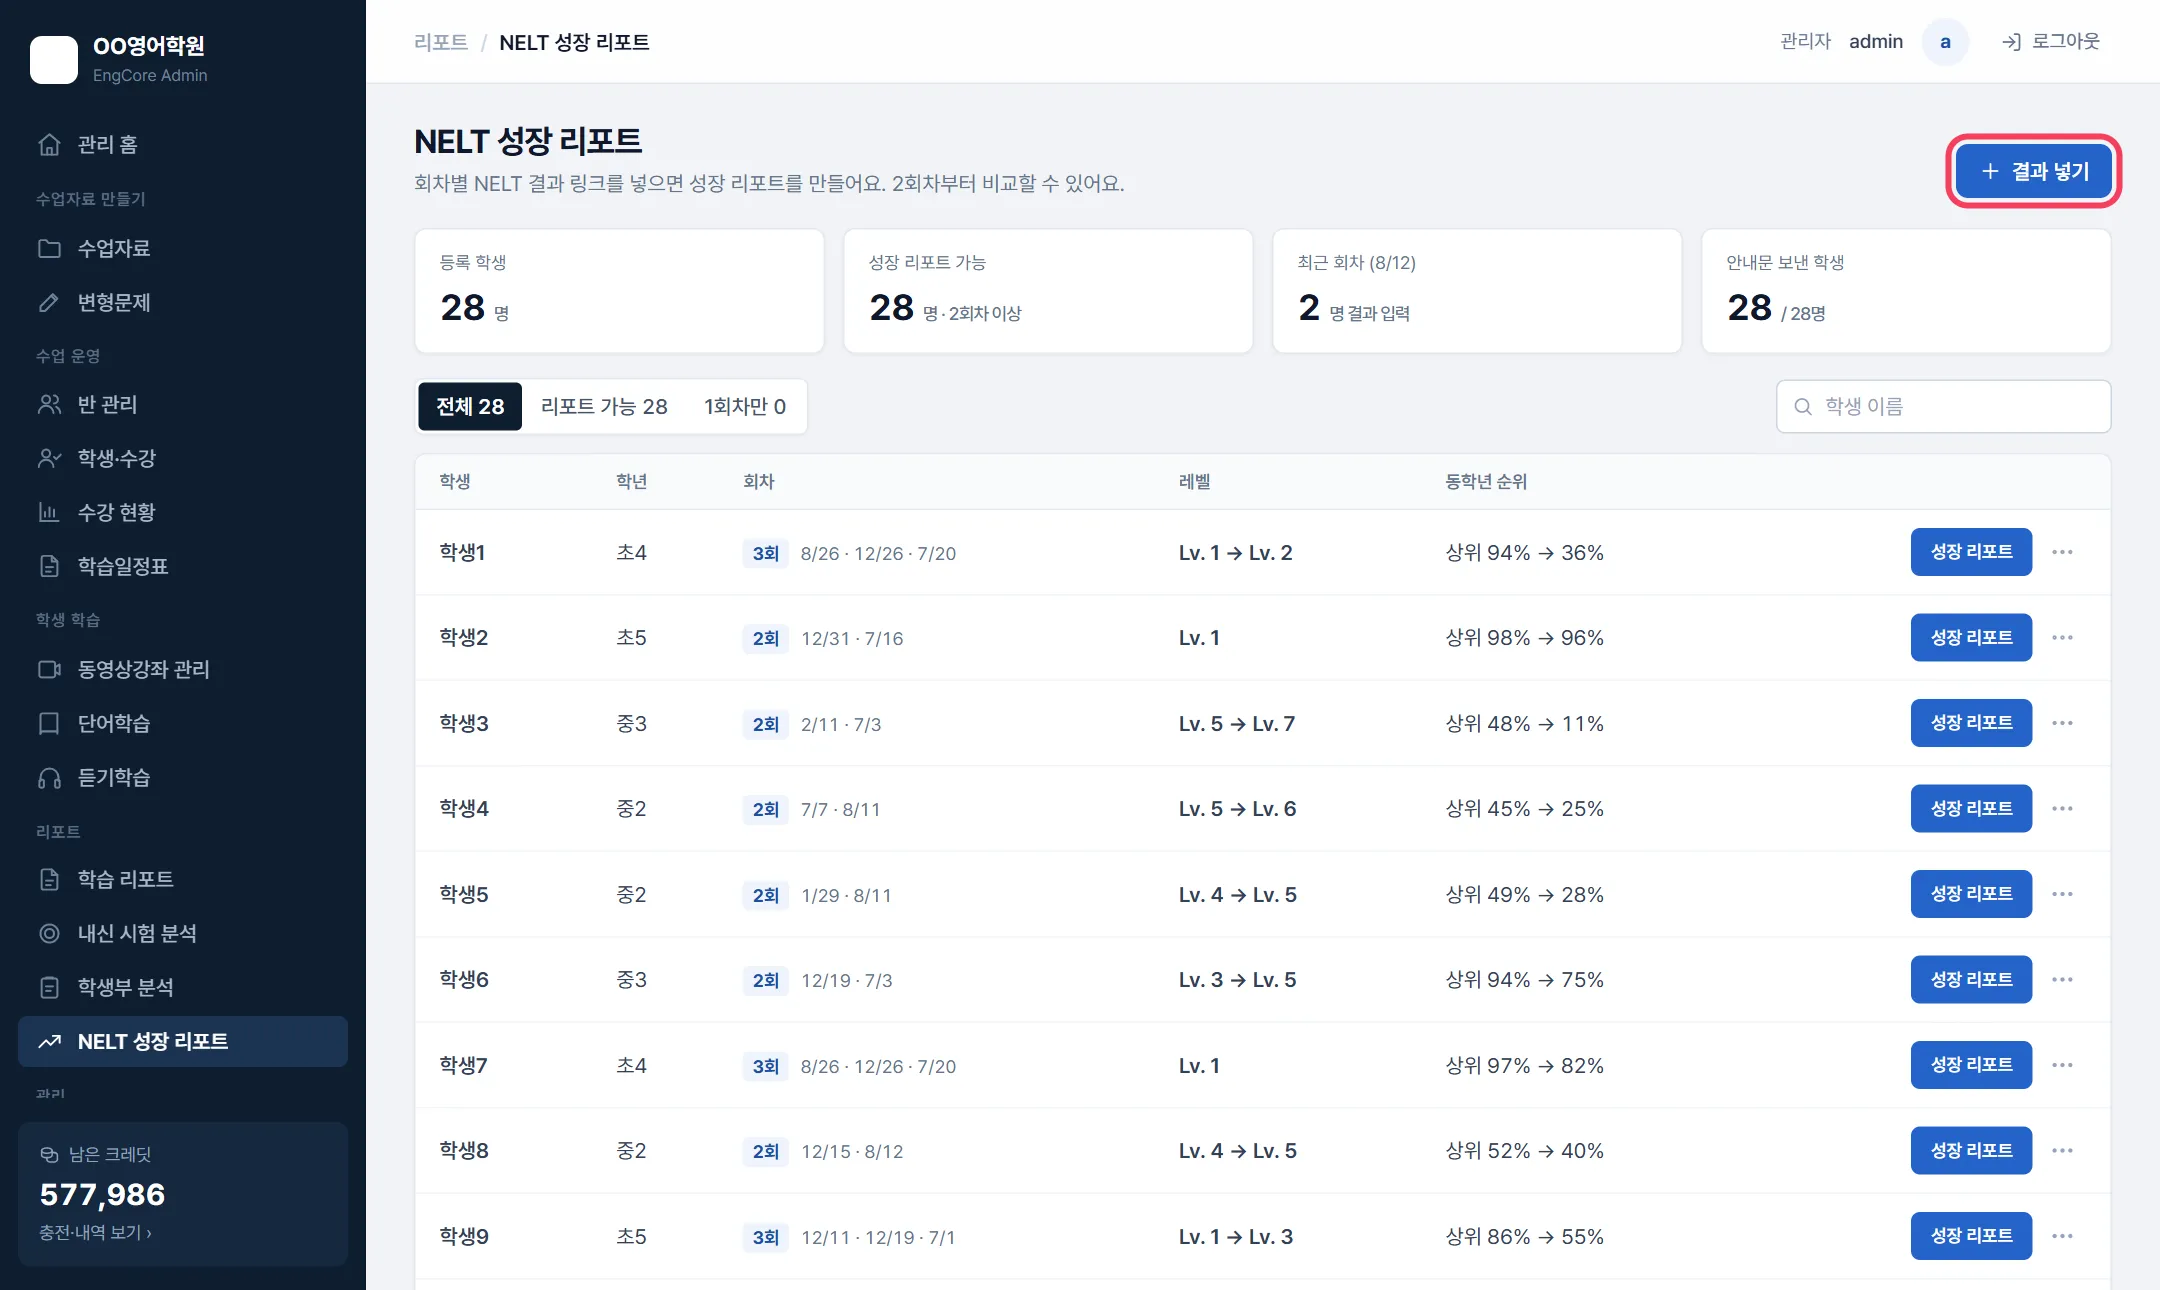 OO영어학원
EngCore Admin
관리 홈
수업자료 만들기
수업자료
변형문제
수업 운영
반 관리
학생·수강
수강 현황
학습일정표
학생 학습
동영상강좌 관리
단어학습
듣기학습
리포트
학습 리포트
내신 시험 분석
학생부 분석
NELT 성장 리포트
관리
남은 크레딧
577,986
충전·내역 보기 ›
리포트 / NELT 성장 리포트
관리자 admin a 로그아웃
NELT 성장 리포트
회차별 NELT 결과 링크를 넣으면 성장 리포트를 만들어요. 2회차부터 비교할 수 있어요.
+ 결과 넣기
등록 학생
28 명
성장 리포트 가능
28 명 · 2회차 이상
최근 회차 (8/12)
2 명 결과 입력
안내문 보낸 학생
28 / 28명
전체 28 리포트 가능 28 1회차만 0
학생 이름
학생 학년 회차 레벨 동학년 순위
학생1 초4 3회 8/26 · 12/26 · 7/20 Lv. 1 → Lv. 2 상위 94% → 36% 성장 리포트 ···
학생2 초5 2회 12/31 · 7/16 Lv. 1 상위 98% → 96% 성장 리포트 ···
학생3 중3 2회 2/11 · 7/3 Lv. 5 → Lv. 7 상위 48% → 11% 성장 리포트 ···
학생4 중2 2회 7/7 · 8/11 Lv. 5 → Lv. 6 상위 45% → 25% 성장 리포트 ···
학생5 중2 2회 1/29 · 8/11 Lv. 4 → Lv. 5 상위 49% → 28% 성장 리포트 ···
학생6 중3 2회 12/19 · 7/3 Lv. 3 → Lv. 5 상위 94% → 75% 성장 리포트 ···
학생7 초4 3회 8/26 · 12/26 · 7/20 Lv. 1 상위 97% → 82% 성장 리포트 ···
학생8 중2 2회 12/15 · 8/12 Lv. 4 → Lv. 5 상위 52% → 40% 성장 리포트 ···
학생9 초5 3회 12/11 · 12/19 · 7/1 Lv. 1 → Lv. 3 상위 86% → 55% 성장 리포트 ···